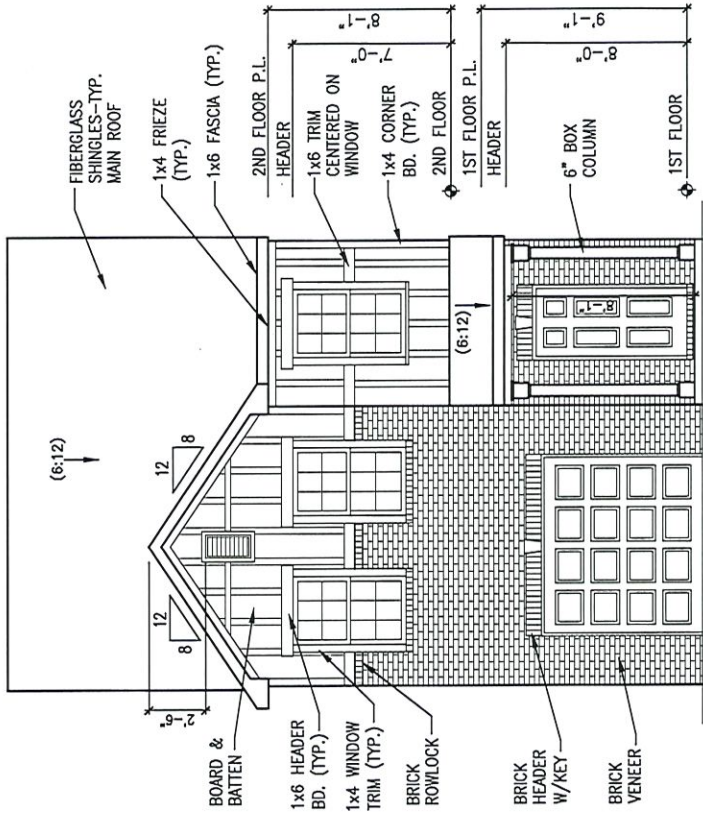 FIBERGLASS
SHINGLES-TYP.
MAIN ROOF
1x4 FRIEZE
(TYP.)
1x6 FASCIA (TYP.)
2ND FLOOR P.L.
HEADER
1x6 TRIM
CENTERED ON
WINDOW
1x4 CORNER
BD. (TYP.)
2ND FLOOR
1ST FLOOR P.L.
HEADER
6" BOX
COLUMN
1ST FLOOR
8'-1"
7'-0"
9'-1"
8'-0"
(6:12)
12
8
12
8
(6:12)
8'-1"
2'-6"
BOARD &
BATTEN
1x6 HEADER
BD. (TYP.)
1x4 WINDOW
TRIM (TYP.)
BRICK
ROWLOCK
BRICK
HEADER
W/KEY
BRICK
VENEER